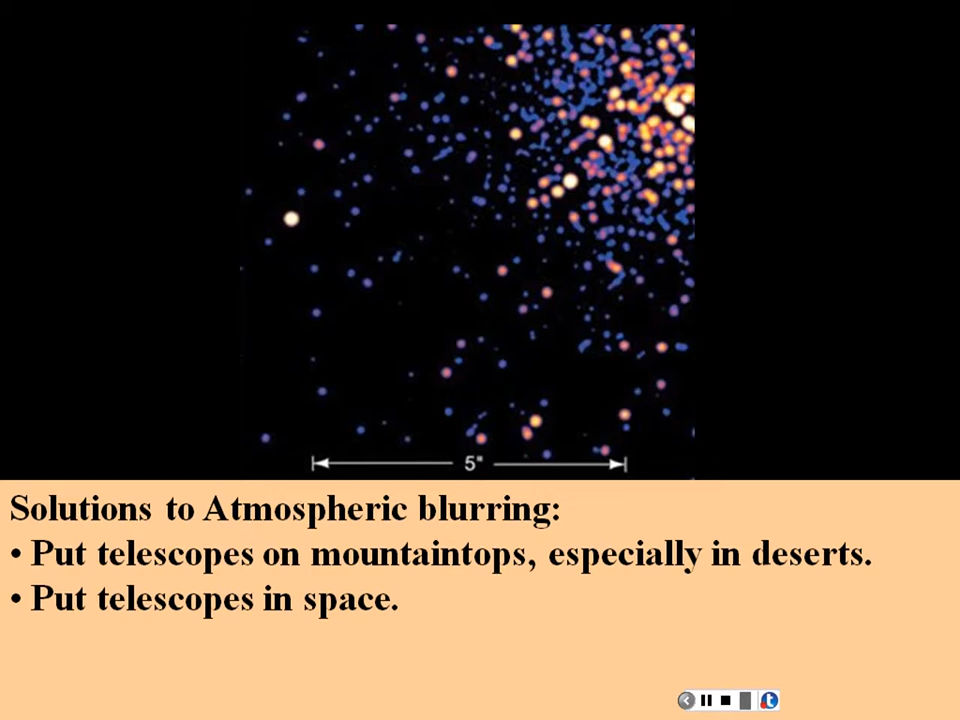 5"
Solutions to Atmospheric blurring:
• Put telescopes on mountaintops, especially in deserts.
• Put telescopes in space.
t